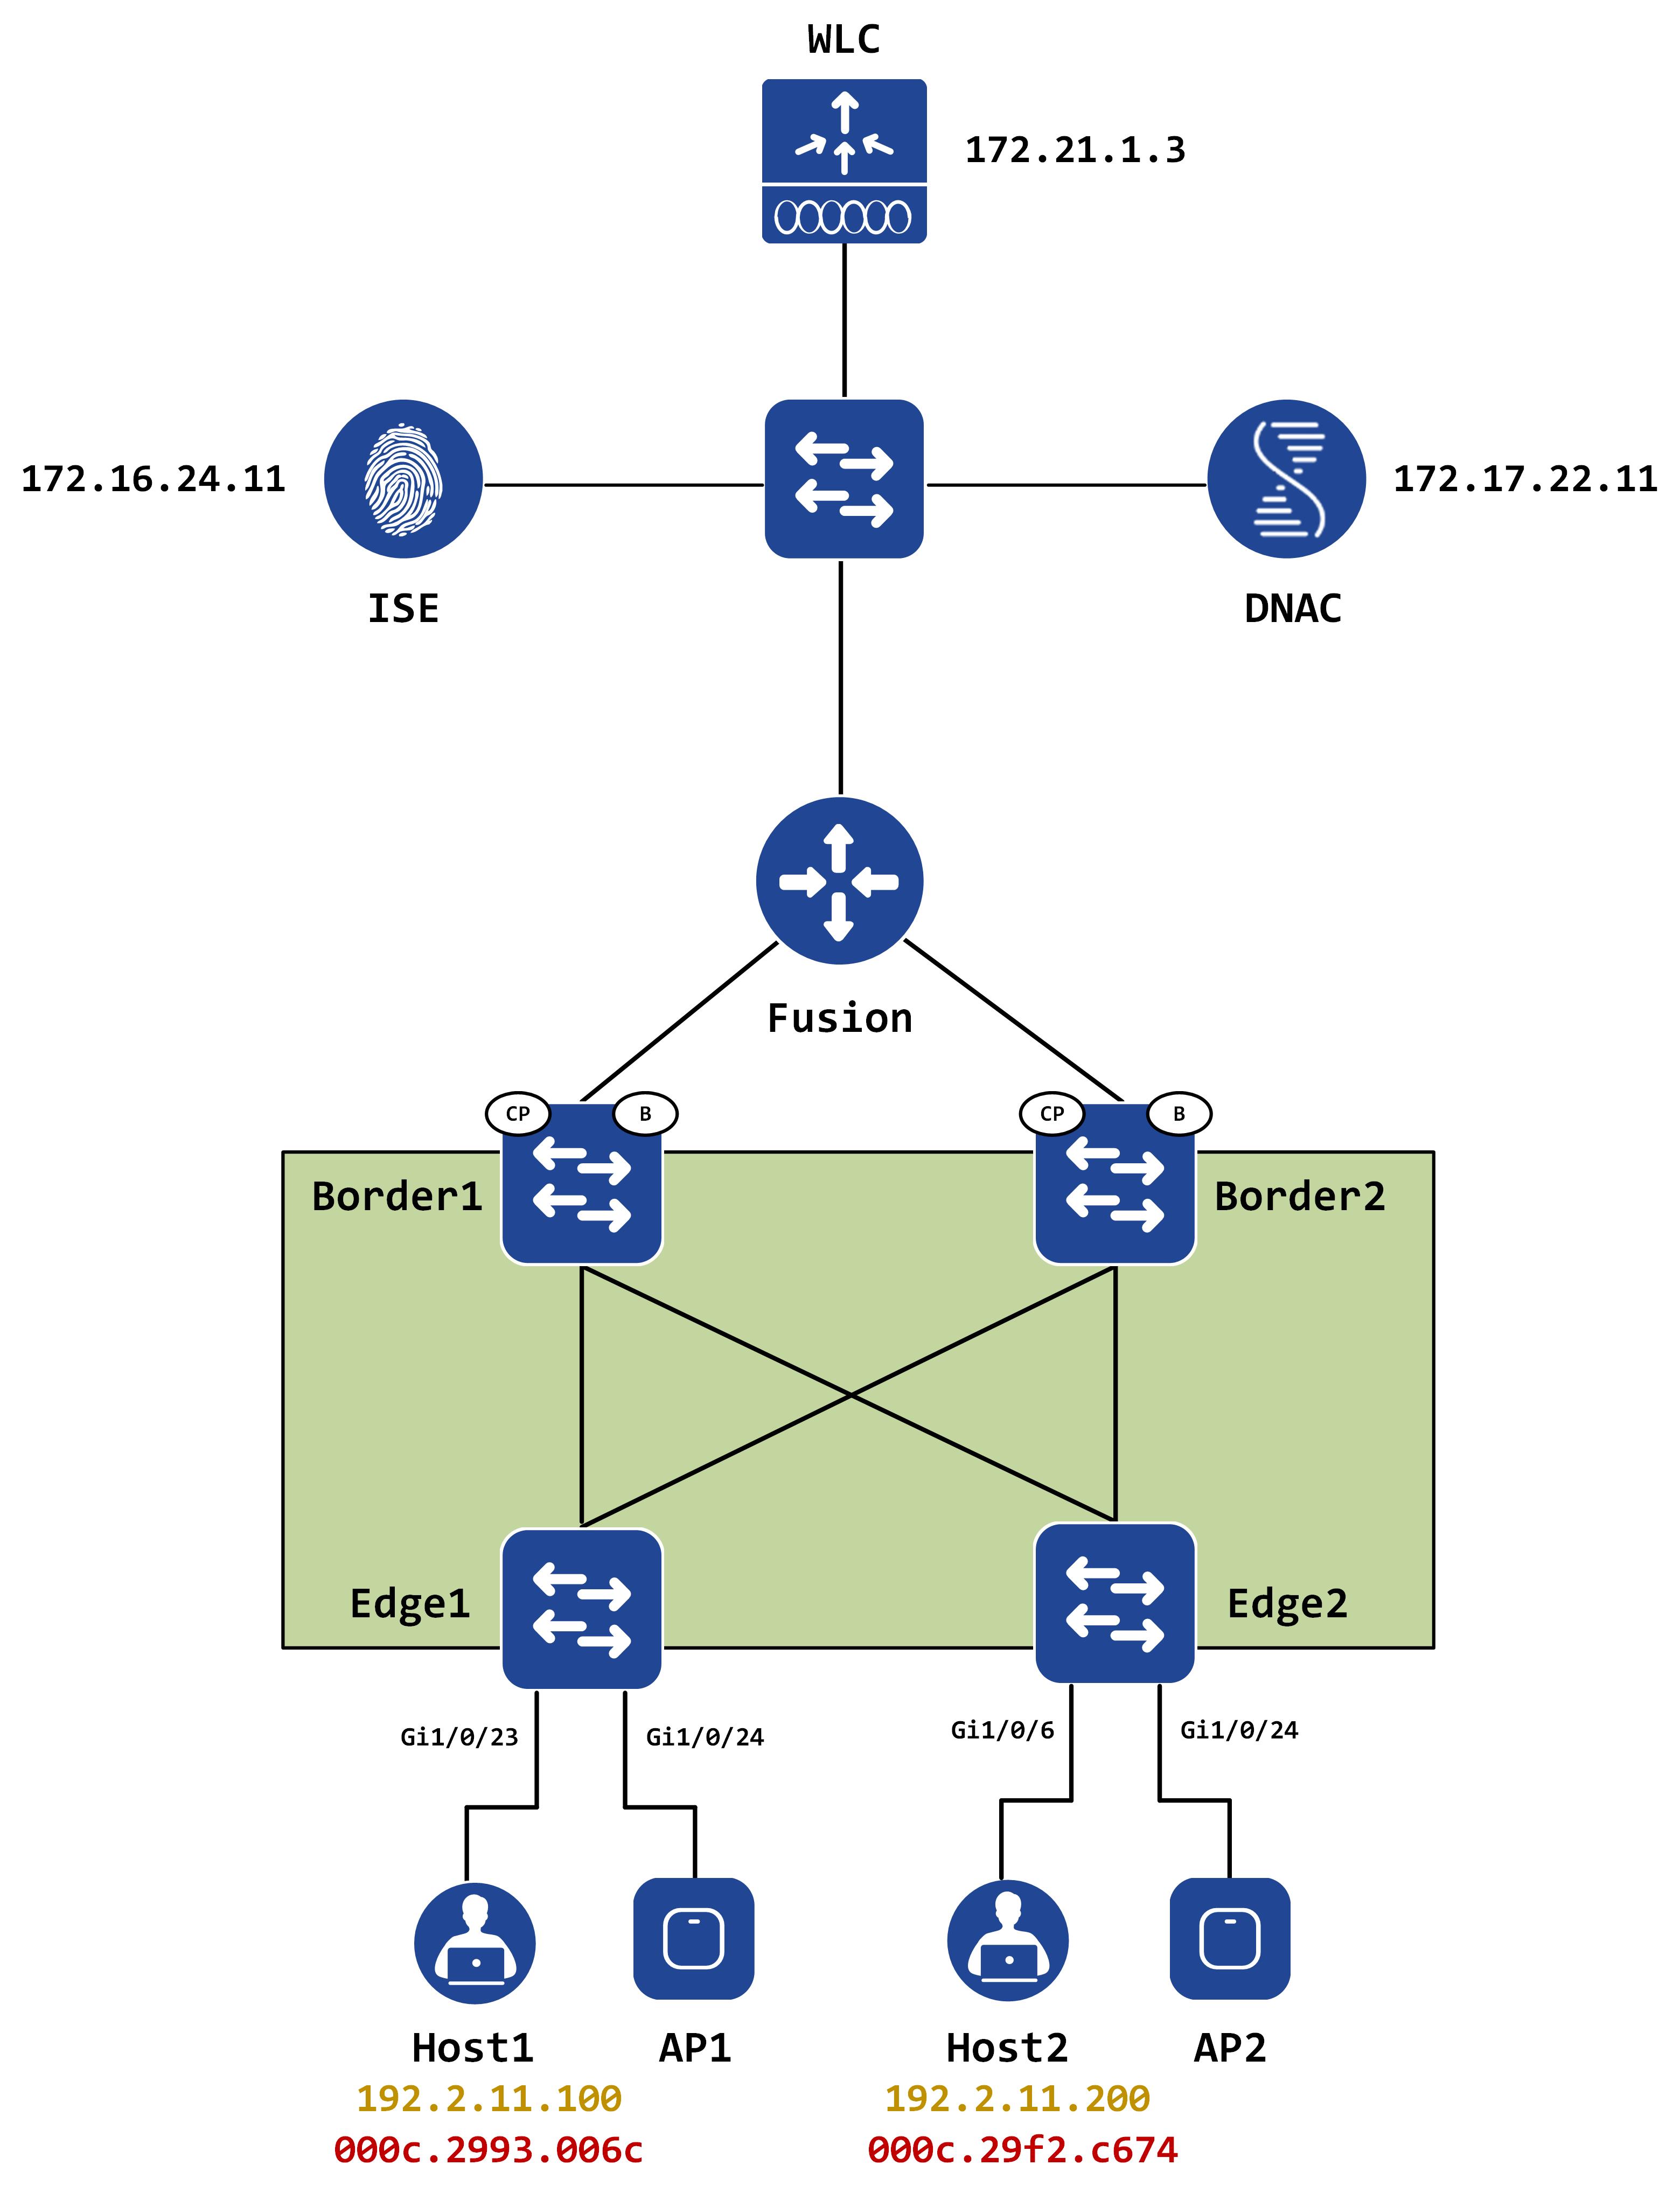 WLC
172.21.1.3
172.16.24.11
172.17.22.11
ISE
DNAC
Fusion
CP
B
CP
B
Border1
Border2
Edge1
Edge2
Gi1/0/23
Gi1/0/24
Gi1/0/6
Gi1/0/24
Host1
AP1
Host2
AP2
192.2.11.100
192.2.11.200
000c.2993.006c
000c.29f2.c674